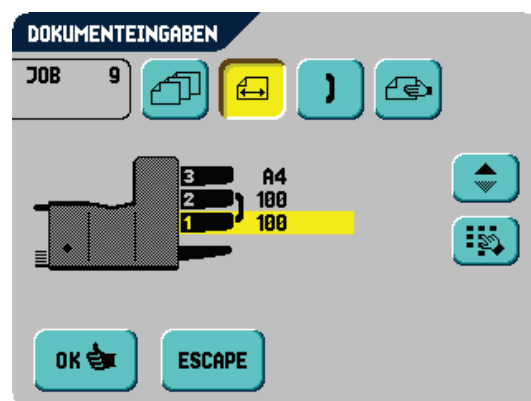 DOKUMENTEINGABEN
JOB 9
3 A4
2 100
1 100
OK ESCAPE